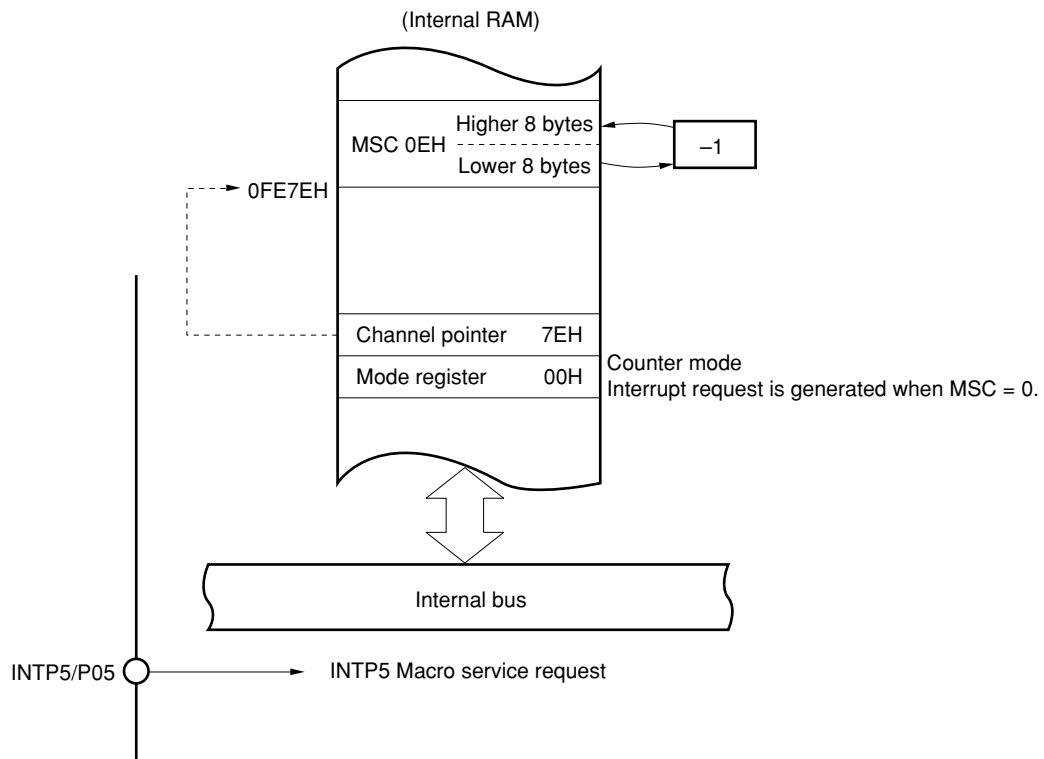 (Internal RAM)
Higher 8 bytes
MSC 0EH
–1
Lower 8 bytes
0FE7EH
Channel pointer 7EH
Counter mode
Mode register 00H
Interrupt request is generated when MSC = 0.
Internal bus
INTP5/P05
INTP5 Macro service request